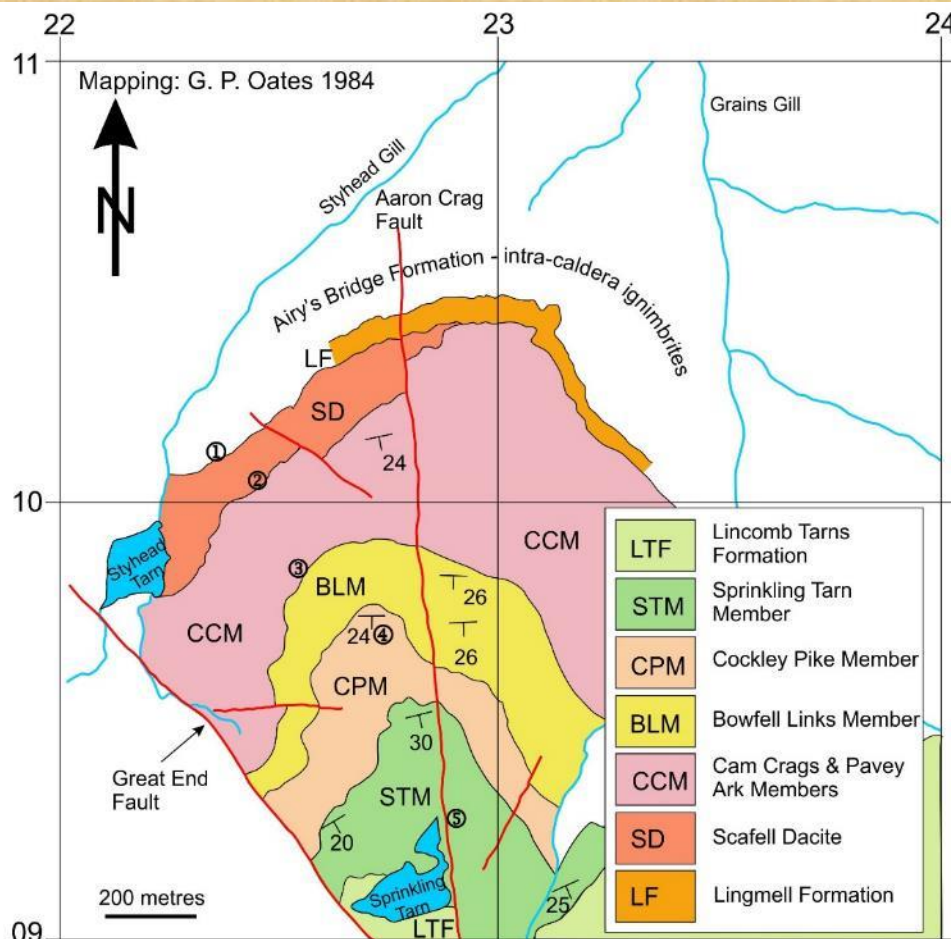 22
23
24
11
Mapping: G. P. Oates 1984
N
Styhead Gill
Grains Gill
Aaron Crag
Fault
Airy's Bridge Formation - intra-caldera ignimbrites
LF
SD
①
②
24
10
Styhead
Tarn
③
CCM
BLM
26
CCM
24
④
26
CPM
30
Great End
Fault
STM
⑤
20
Sprinkling
Tarn
25
200 metres
LTF
09
LTF
Lincomb Tarns
Formation
STM
Sprinkling Tarn
Member
CPM
Cockley Pike Member
BLM
Bowfell Links Member
CCM
Cam Crags & Pavey
Ark Members
SD
Scafell Dacite
LF
Lingmell Formation